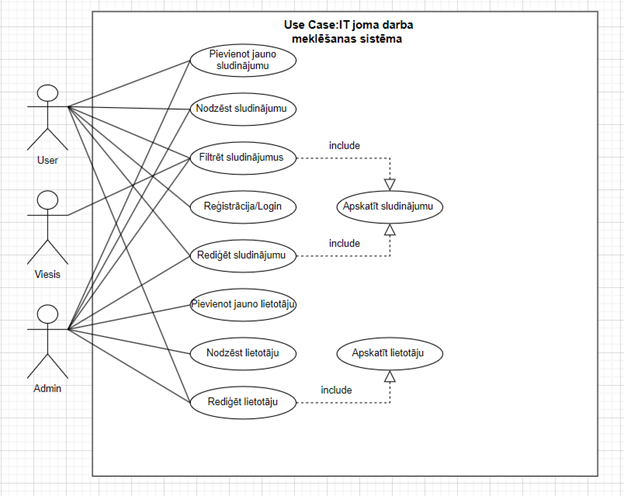 Use Case:IT joma darba
meklēšanas sistēma
Pievienot jauno
sludinājumu
Nodzēst sludinājumu
User
Filtrēt sludinājumus
include
Reģistrācija/Login
Apskatīt sludinājumu
Viesis
Rediģēt sludinājumu
include
Pievienot jauno lietotāju
Nodzēst lietotāju
Apskatīt lietotāju
Admin
Rediģēt lietotāju
include